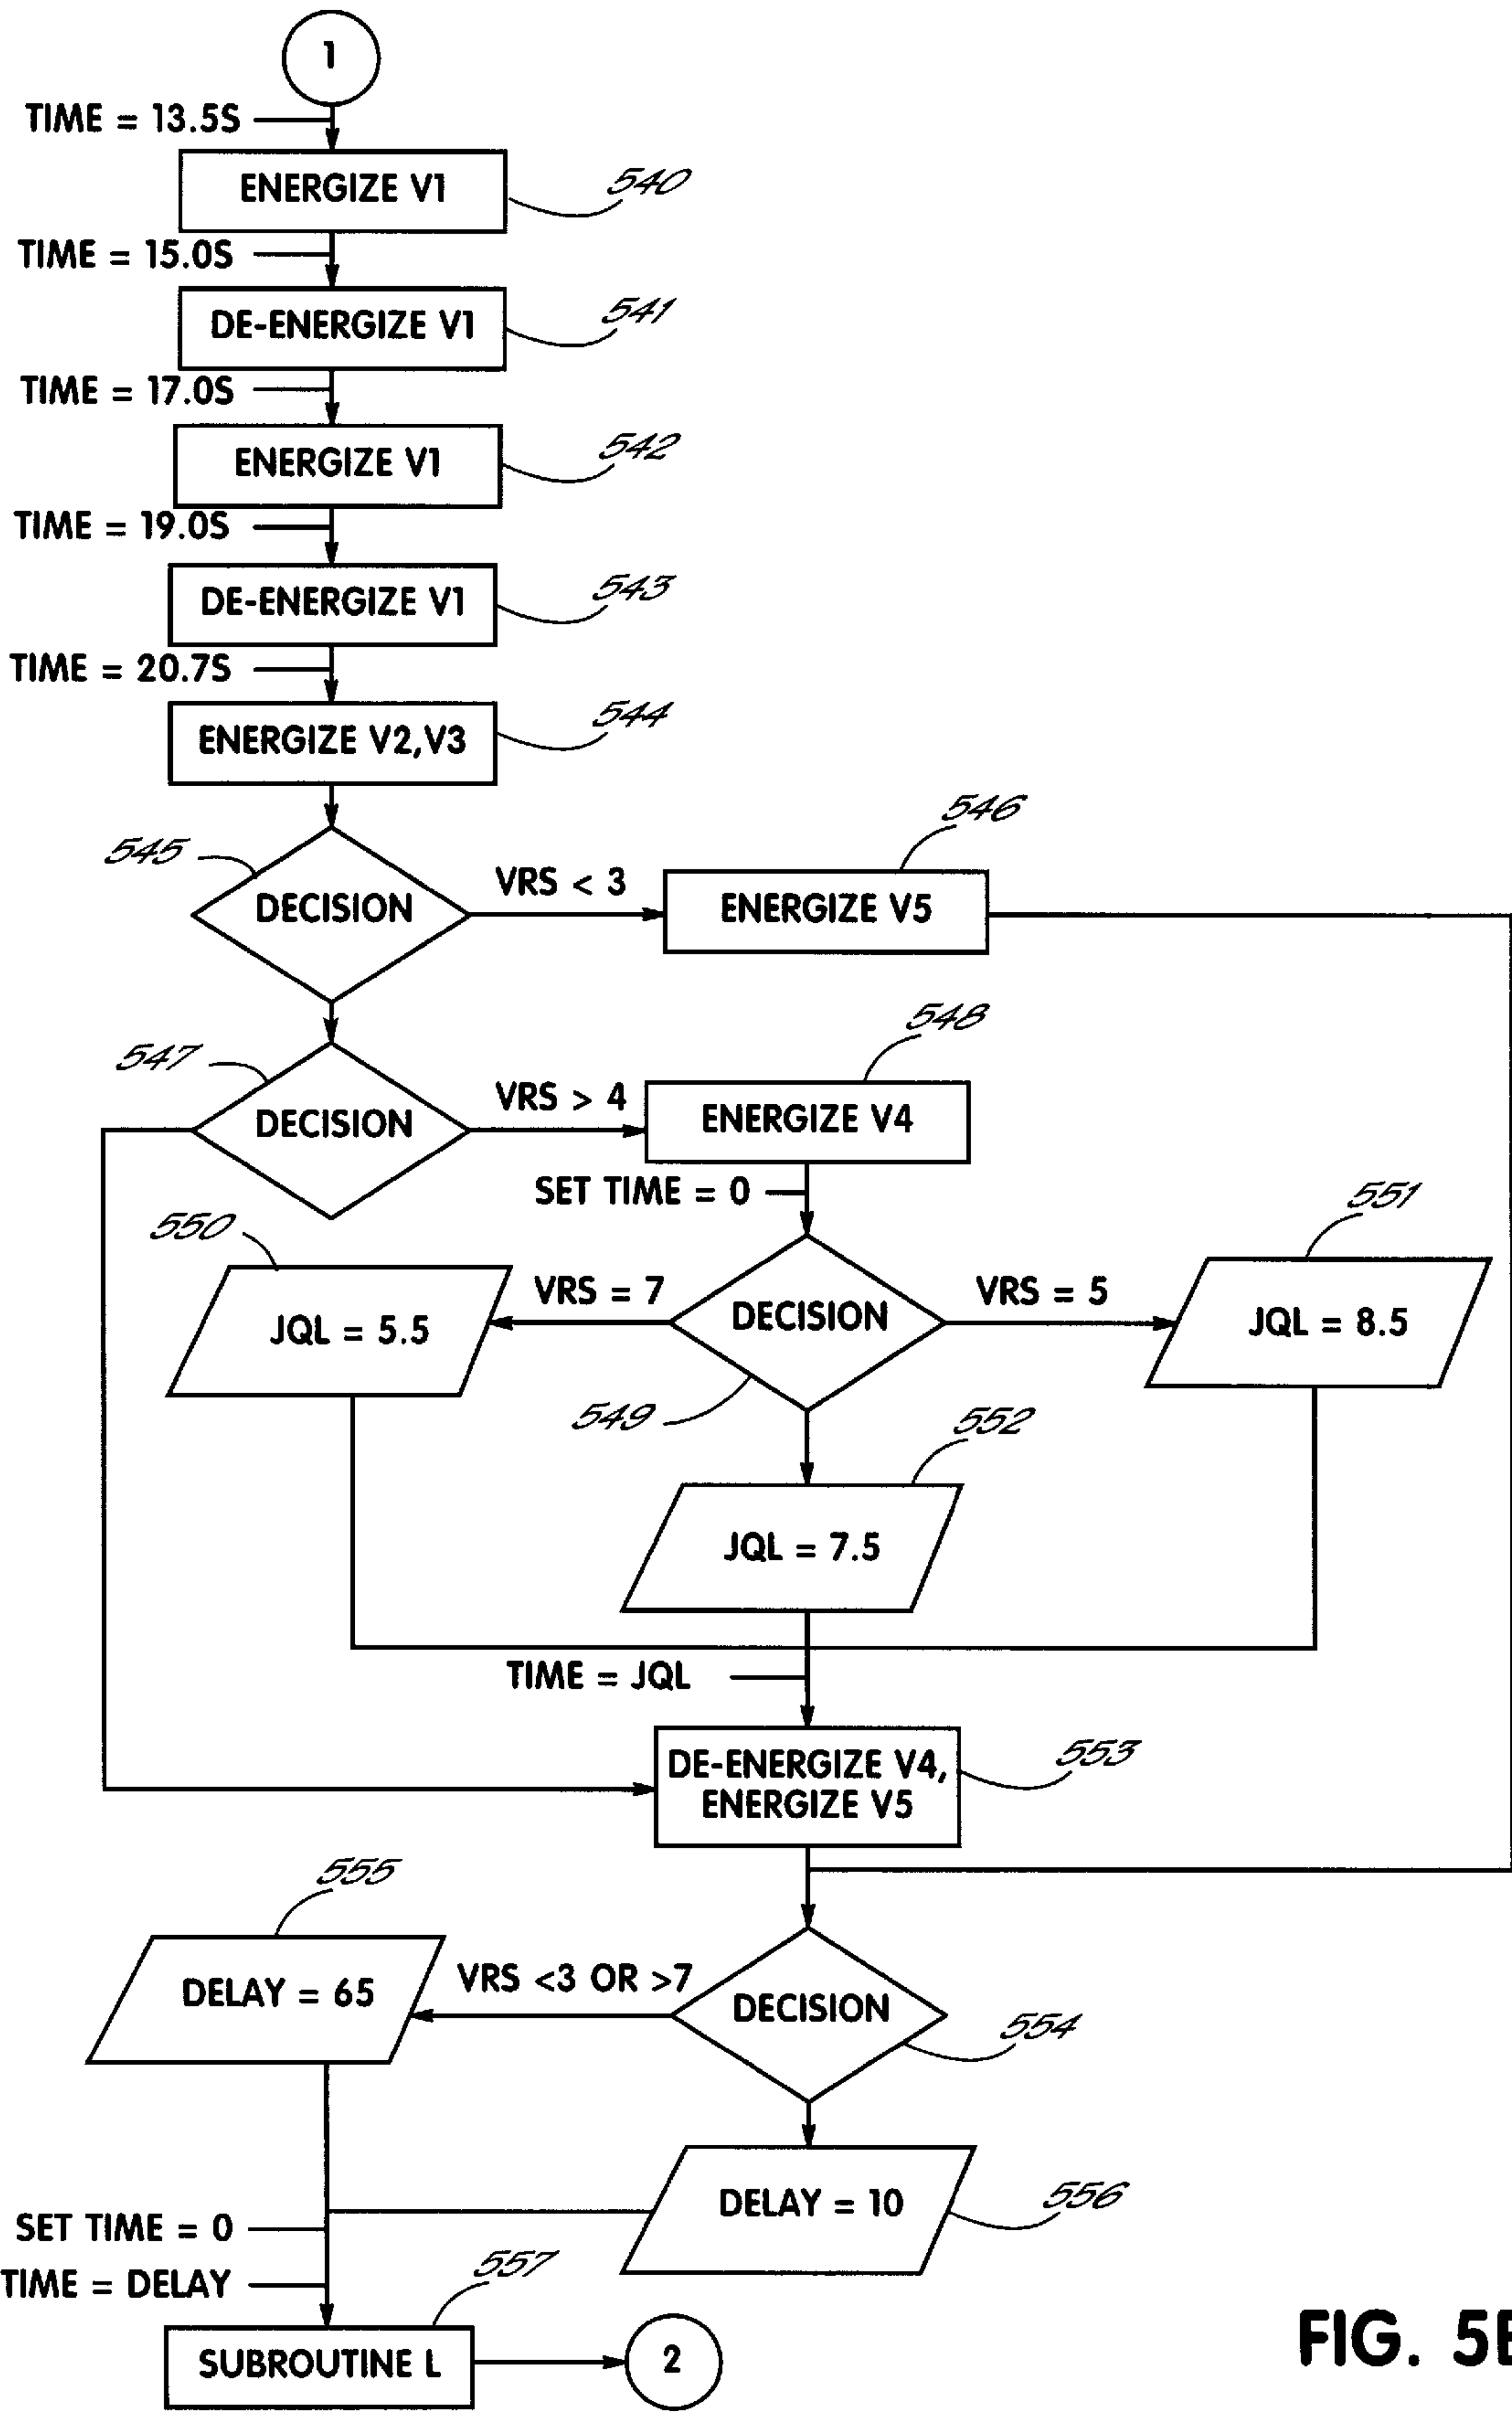 1
TIME = 13.5S
ENERGIZE V1
540
TIME = 15.0S
DE-ENERGIZE V1
541
TIME = 17.0S
ENERGIZE V1
542
TIME = 19.0S
DE-ENERGIZE V1
543
TIME = 20.7S
ENERGIZE V2,V3
544
545
DECISION
VRS < 3
546
ENERGIZE V5
547
DECISION
VRS > 4
548
ENERGIZE V4
SET TIME = 0
550
JQL = 5.5
VRS = 7
DECISION
549
VRS = 5
551
JQL = 8.5
552
JQL = 7.5
TIME = JQL
DE-ENERGIZE V4,
ENERGIZE V5
553
555
DELAY = 65
VRS <3 OR >7
DECISION
554
DELAY = 10
556
SET TIME = 0
TIME = DELAY
557
SUBROUTINE L
2
FIG.